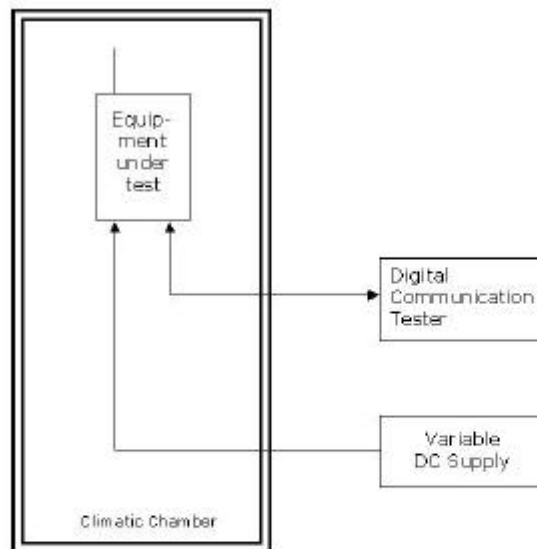 Equip-
ment
under
test
Digital
Communication
Tester
Variable
DC Supply
Climatic Chamber